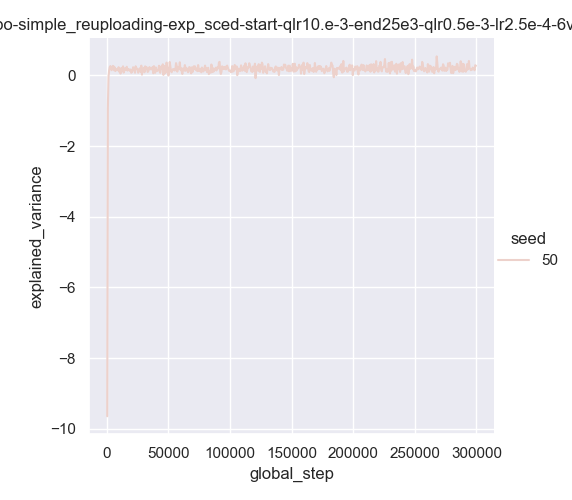 po-simple_reuploading-exp_sced-start-qlr10.e-3-end25e3-qlr0.5e-3-lr2.5e-4-6v
0
−2
−4
−6
−8
−10
explained_variance
0 50000 100000 150000 200000 250000 300000
global_step
seed
50